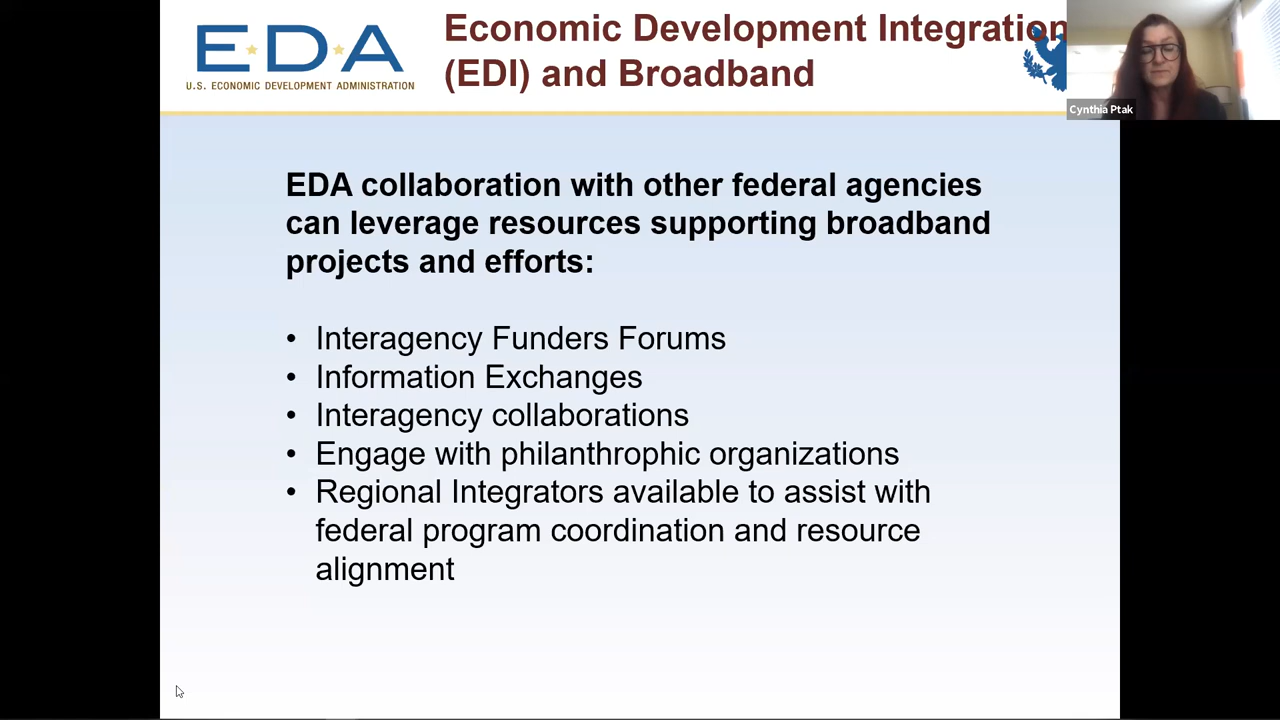 EDA
U.S. ECONOMIC DEVELOPMENT ADMINISTRATION
Economic Development Integration
(EDI) and Broadband
Cynthia Ptak
EDA collaboration with other federal agencies
can leverage resources supporting broadband
projects and efforts:
• Interagency Funders Forums
• Information Exchanges
• Interagency collaborations
• Engage with philanthrophic organizations
• Regional Integrators available to assist with
federal program coordination and resource
alignment